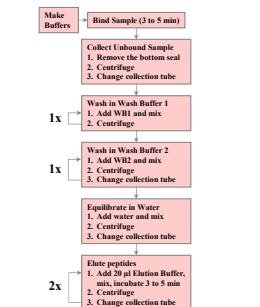 Make
Buffers
Bind Sample (3 to 5 min)
Collect Unbound Sample
1. Remove the bottom seal
2. Centrifuge
3. Change collection tube
1x
Wash in Wash Buffer 1
1. Add WB1 and mix
2. Centrifuge
1x
Wash in Wash Buffer 2
1. Add WB2 and mix
2. Centrifuge
3. Change collection tube
Equilibrate in Water
1. Add water and mix
2. Centrifuge
3. Change collection tube
2x
Elute peptides
1. Add 20 µl Elution Buffer,
mix, incubate 3 to 5 min
2. Centrifuge
3. Change collection tube